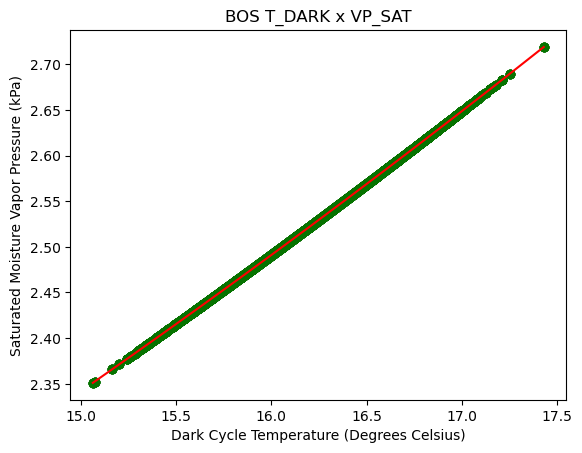 BOS T_DARK x VP_SAT
Saturated Moisture Vapor Pressure (kPa)
2.70
2.65
2.60
2.55
2.50
2.45
2.40
2.35
15.0 15.5 16.0 16.5 17.0 17.5
Dark Cycle Temperature (Degrees Celsius)